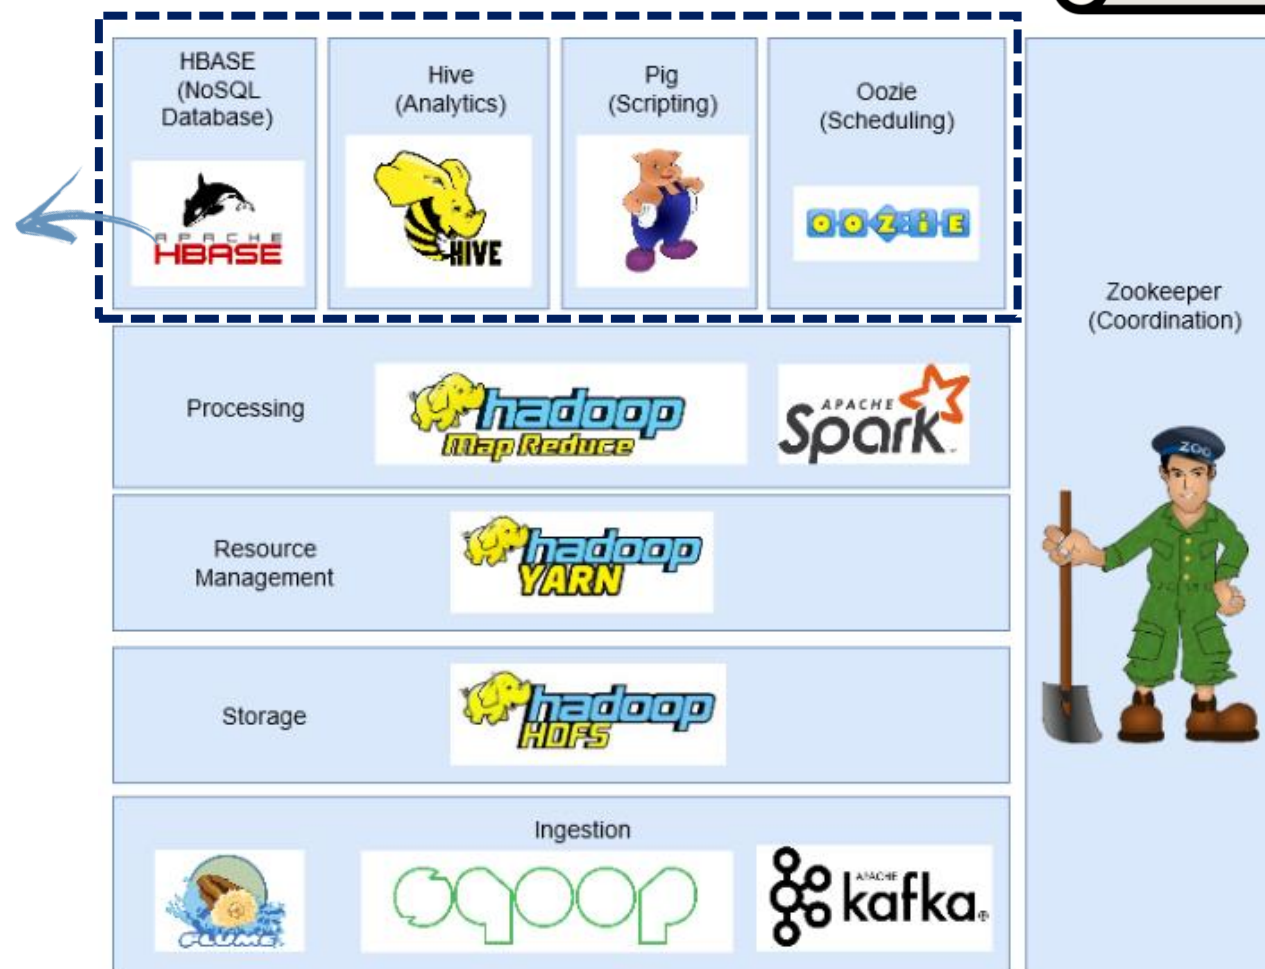 HBASE
(NoSQL
Database)
APACHE
HBASE
Hive
(Analytics)
HIVE
Pig
(Scripting)
Oozie
(Scheduling)
OOZiE
Zookeeper
(Coordination)
ZOO
Processing
hadoop
Map Reduce
APACHE
Spark
Resource
Management
hadoop
YARN
Storage
hadoop
HDFS
Ingestion
FLUME
sqoop
APACHE
kafka®